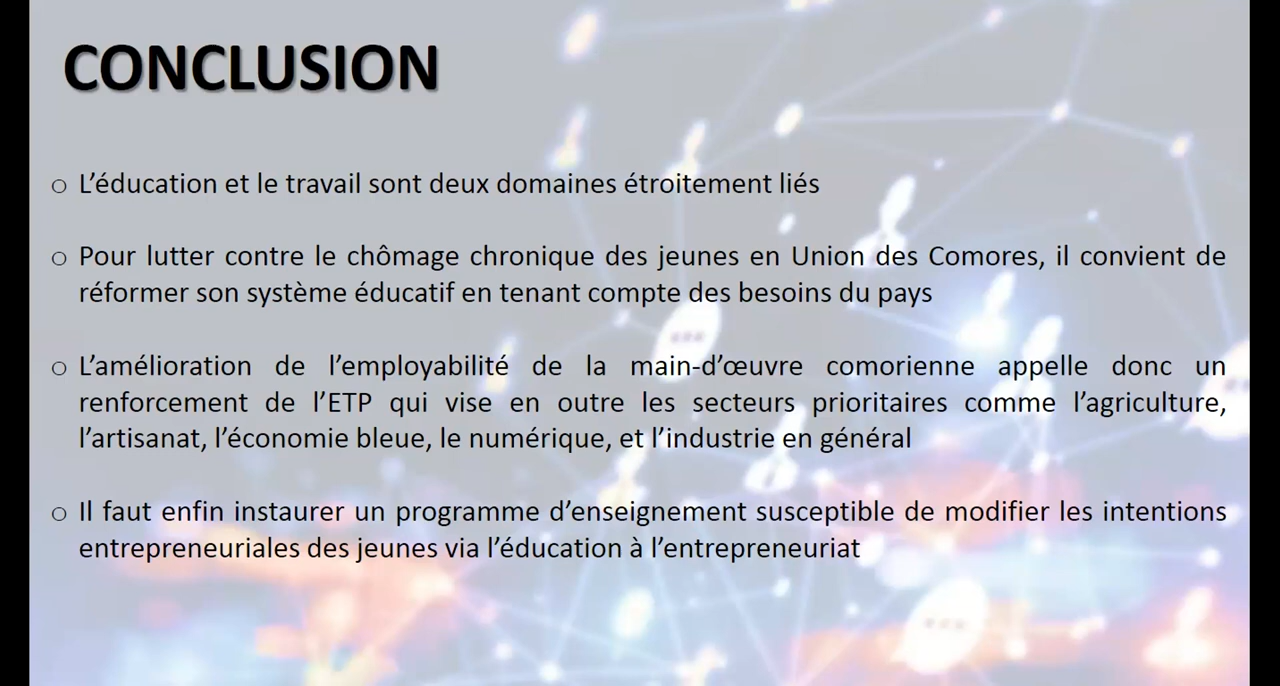 CONCLUSION
○ L’éducation et le travail sont deux domaines étroitement liés
○ Pour lutter contre le chômage chronique des jeunes en Union des Comores, il convient de
réformer son système éducatif en tenant compte des besoins du pays
○ L’amélioration de l’employabilité de la main-d’œuvre comorienne appelle donc un
renforcement de l’ETP qui vise en outre les secteurs prioritaires comme l’agriculture,
l’artisanat, l’économie bleue, le numérique, et l’industrie en général
○ Il faut enfin instaurer un programme d’enseignement susceptible de modifier les intentions
entrepreneuriales des jeunes via l’éducation à l’entrepreneuriat